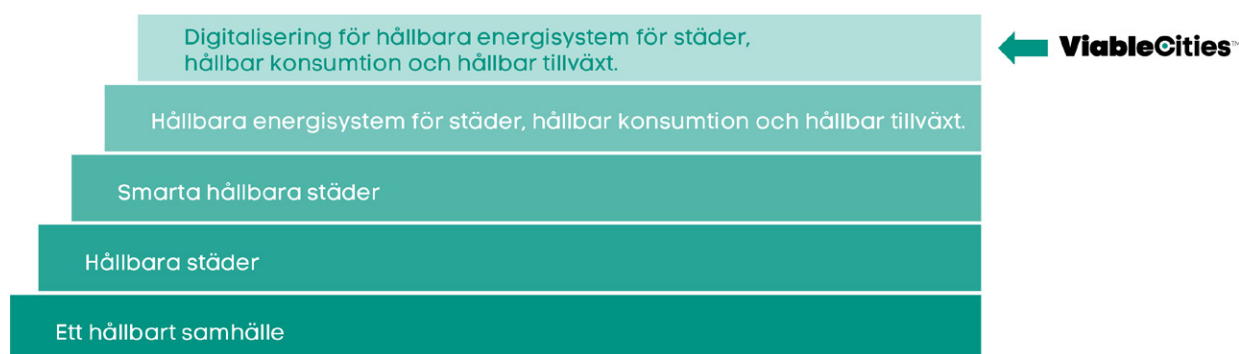 Digitalisering för hållbara energisystem för städer,
hållbar konsumtion och hållbar tillväxt.
ViableCities™
Hållbara energisystem för städer, hållbar konsumtion och hållbar tillväxt.
Smarta hållbara städer
Hållbara städer
Ett hållbart samhälle